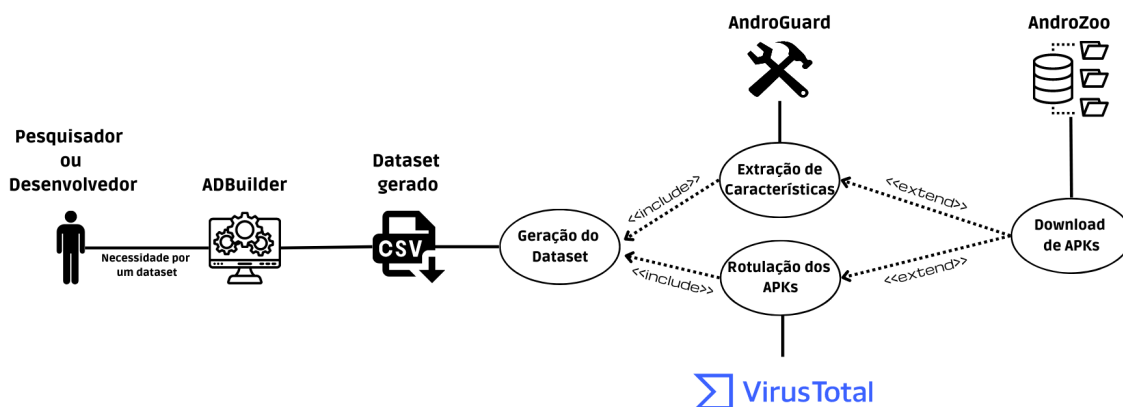 AndroGuard
AndroZoo
Pesquisador
ou
Desenvolvedor
ADBuilder
Dataset
gerado
Necessidade por
um dataset
CSV
Geração do
Dataset
<<include>>
<<include>>
Extração de
Características
Rotulação dos
APKs
<<extend>>
<<extend>>
Download
de APKs
VirusTotal